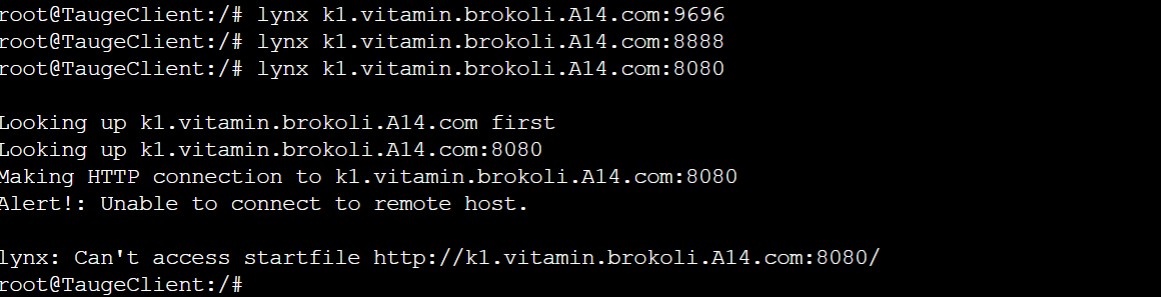 root@TaugeClient:/# lynx k1.vitamin.brokoli.A14.com:9696
root@TaugeClient:/# lynx k1.vitamin.brokoli.A14.com:8888
root@TaugeClient:/# lynx k1.vitamin.brokoli.A14.com:8080

Looking up k1.vitamin.brokoli.A14.com first
Looking up k1.vitamin.brokoli.A14.com:8080
Making HTTP connection to k1.vitamin.brokoli.A14.com:8080
Alert!: Unable to connect to remote host.

lynx: Can't access startfile http://k1.vitamin.brokoli.A14.com:8080/
root@TaugeClient:/#